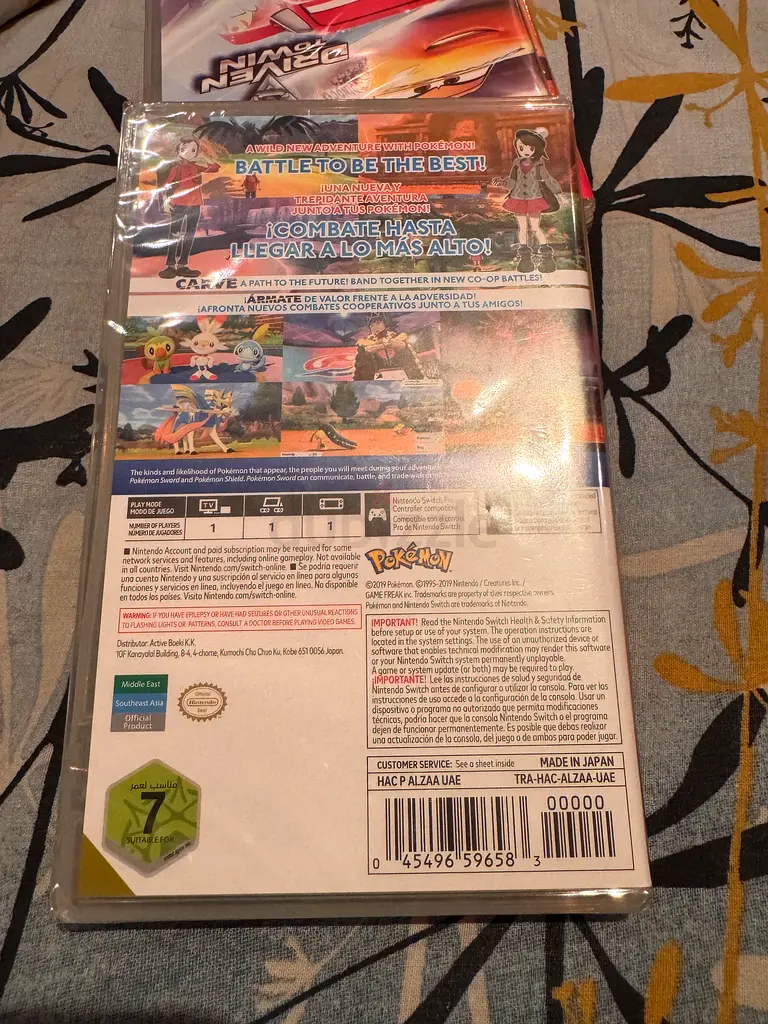 DRIVEN
TO WIN
A WILD NEW ADVENTURE WITH POKÉMON!
BATTLE TO BE THE BEST!
¡UNA NUEVA Y
TREPIDANTE AVENTURA
JUNTO A TUS POKÉMON!
¡COMBATE HASTA
LLEGAR A LO MÁS ALTO!
CARVE A PATH TO THE FUTURE! BAND TOGETHER IN NEW CO-OP BATTLES!
¡ÁRMATE DE VALOR FRENTE A LA ADVERSIDAD!
¡AFRONTA NUEVOS COMBATES COOPERATIVOS JUNTO A TUS AMIGOS!
The kinds and likelihood of Pokémon that appear, the people you will meet during your adventure
Pokémon Sword and Pokémon Shield. Pokémon Sword can communicate, battle, and trade with
PLAY MODE
MODO DE JUEGO
TV
NUMBER OF PLAYERS
NÚMERO DE JUGADORES
1
1
1
Nintendo Switch Pro
Controller compatible
Compatible con el
Pro de Nintendo Switch
■ Nintendo Account and paid subscription may be required for some
network services and features, including online gameplay. Not available
in all countries. Visit Nintendo.com/switch-online. ■ Se podría requerir
una cuenta Nintendo y una suscripción al servicio en línea para algunas
funciones y servicios en línea, incluyendo el juego en línea. No disponible
en todos los países. Visita Nintendo.com/switch-online.
WARNING: IF YOU HAVE EPILEPSY OR HAVE HAD SEIZURES OR OTHER UNUSUAL REACTIONS
TO FLASHING LIGHTS OR PATTERNS, CONSULT A DOCTOR BEFORE PLAYING VIDEO GAMES.
Distributor: Active Boeki K.K.
10F Kanayalal Building, 8-4, 4-chome, Kumochi Cho Chuo Ku, Kobe 651 0056 Japan.
Middle East
Southeast Asia
Official
Product
Official
Nintendo
Seal
مناسب لعمر
7
SUITABLE FOR
POKéMON
©2019 Pokémon. ©1995-2019 Nintendo / Creatures Inc. /
GAME FREAK inc. Trademarks are property of their respective owners.
Pokémon and Nintendo Switch are trademarks of Nintendo.
IMPORTANT! Read the Nintendo Switch Health & Safety Information
before setup or use of your system. The operation instructions are
located in the system settings. The use of an unauthorized device or
software that enables technical modification may render this software
or your Nintendo Switch system permanently unplayable.
A game or system update (or both) may be required to play.
¡IMPORTANTE! Lee las instrucciones de salud y seguridad de
Nintendo Switch antes de configurar o utilizar la consola. Para ver las
instrucciones de uso accede a la configuración de la consola. Usar un
dispositivo o programa no autorizado que permita modificaciones
técnicas, podría hacer que la consola Nintendo Switch o el programa
dejen de funcionar permanentemente. Es posible que debas realizar
una actualización de la consola, del juego o de ambos para poder jugar.
CUSTOMER SERVICE: See a sheet inside
MADE IN JAPAN
HAC P ALZAA UAE
TRA-HAC-ALZAA-UAE
00000
0 45496 59658 3